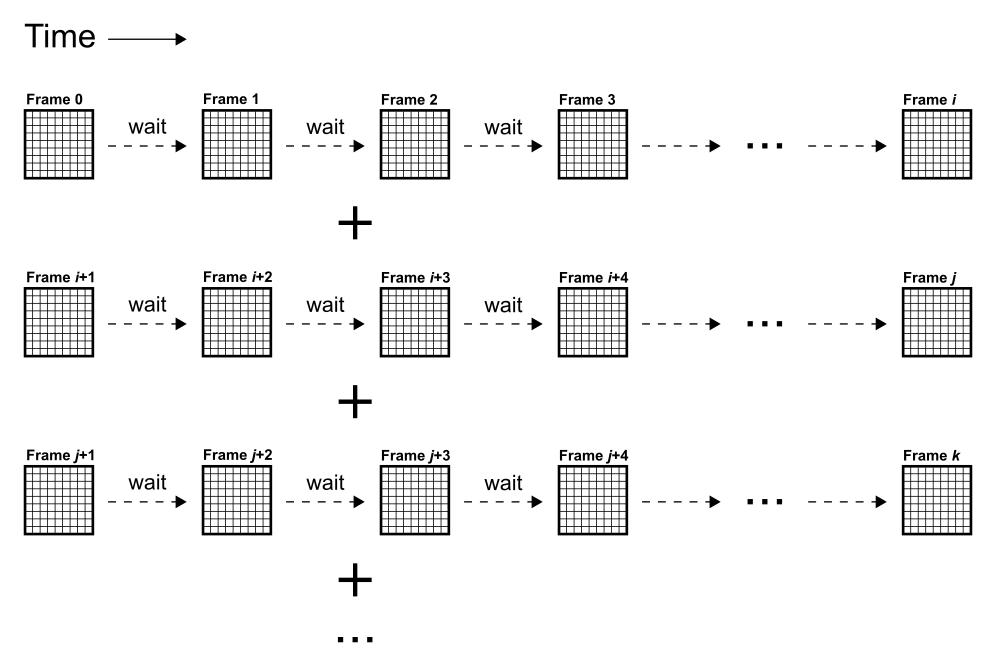 Time
Frame 0 Frame 1 Frame 2 Frame 3 Frame i
wait wait wait ...
+
Frame i+1 Frame i+2 Frame i+3 Frame i+4 Frame j
wait wait wait ...
+
Frame j+1 Frame j+2 Frame j+3 Frame j+4 Frame k
wait wait wait ...
+
...